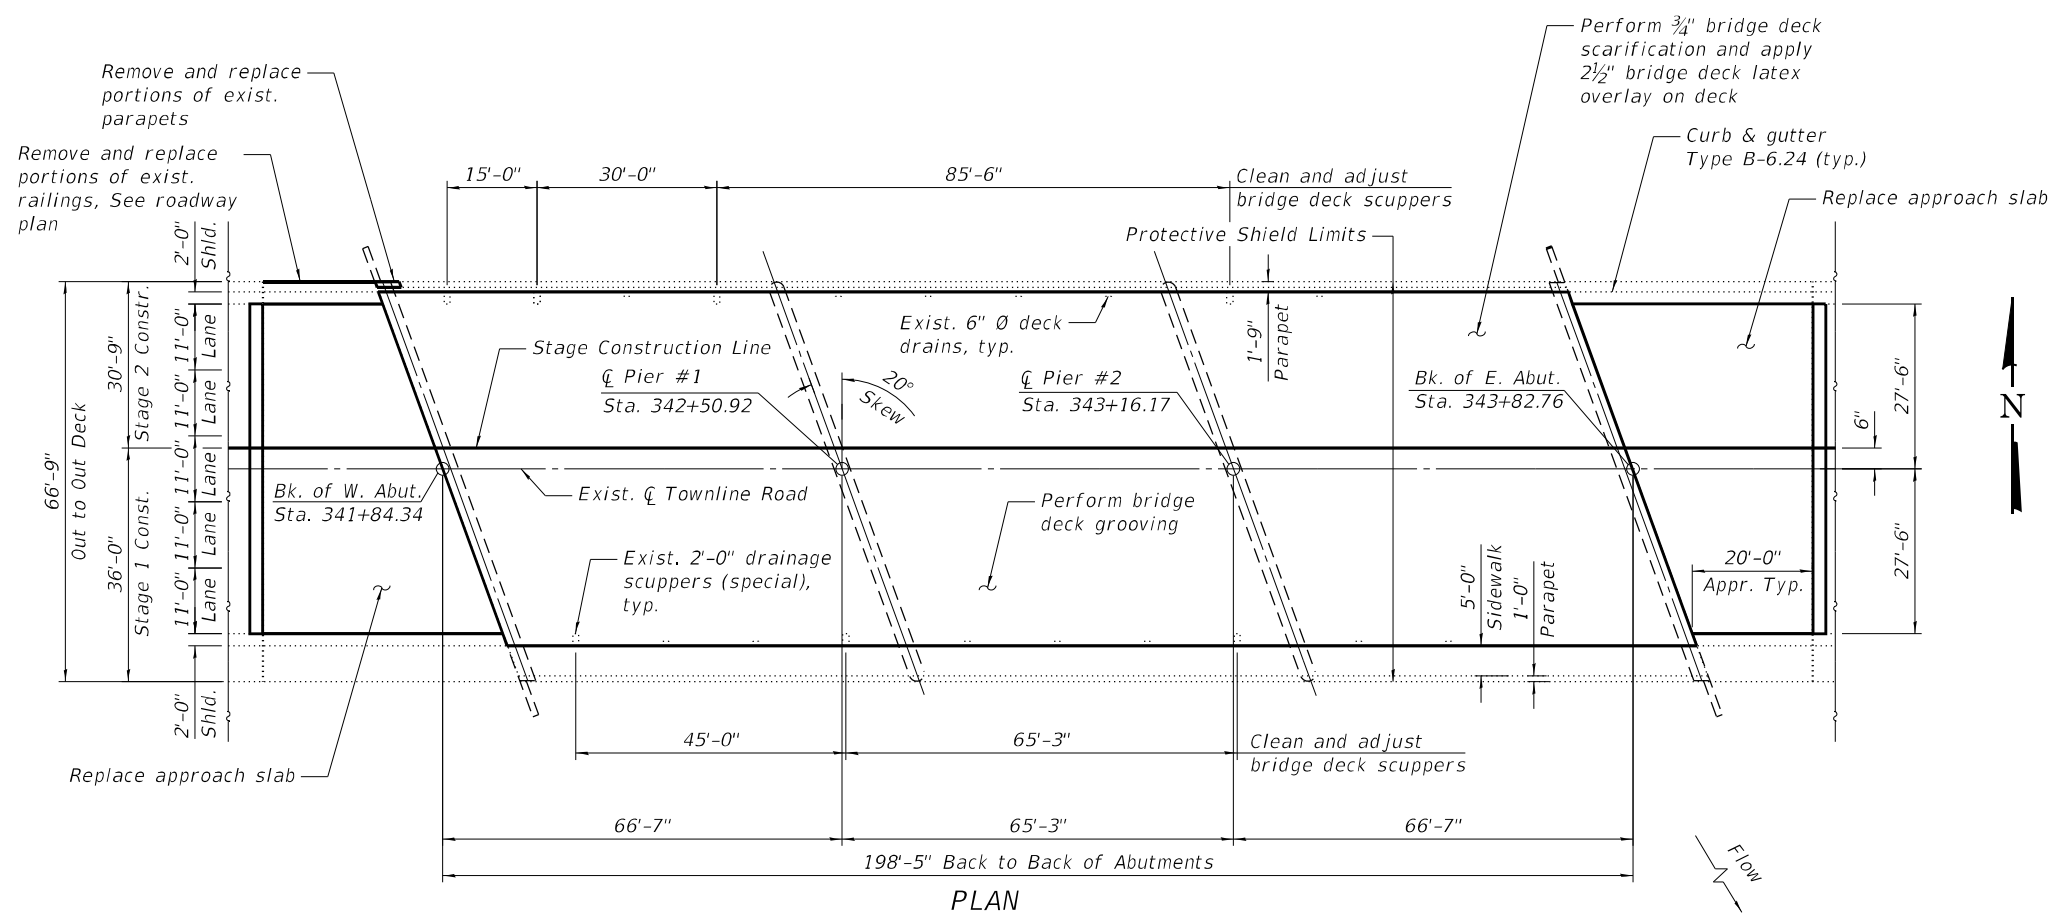 Perform ¾" bridge deck
scarification and apply
2½" bridge deck latex
overlay on deck
Remove and replace
portions of exist.
parapets
Curb & gutter
Type B-6.24 (typ.)
Remove and replace
portions of exist.
railings, See roadway
plan
15'-0"
30'-0"
85'-6"
Clean and adjust
bridge deck scuppers
Replace approach slab
Protective Shield Limits
2'-0"
Shld.
11'-0"
Lane
11'-0"
Lane
11'-0"
Lane
11'-0"
Lane
11'-0"
Lane
2'-0"
Shld.
30'-9"
Stage 2 Constr.
36'-0"
Stage 1 Const.
66'-9"
Out to Out Deck
Exist. 6" Ø deck
drains, typ.
1'-9"
Parapet
Stage Construction Line
℄ Pier #1
Sta. 342+50.92
20°
Skew
℄ Pier #2
Sta. 343+16.17
Bk. of E. Abut.
Sta. 343+82.76
27'-6"
6"
27'-6"
N
Bk. of W. Abut.
Sta. 341+84.34
Exist. ℄ Townline Road
Perform bridge
deck grooving
Exist. 2'-0" drainage
scuppers (special),
typ.
5'-0"
Sidewalk
1'-0"
Parapet
20'-0"
Appr. Typ.
45'-0"
65'-3"
Clean and adjust
bridge deck scuppers
Replace approach slab
66'-7"
65'-3"
66'-7"
198'-5" Back to Back of Abutments
Flow
PLAN